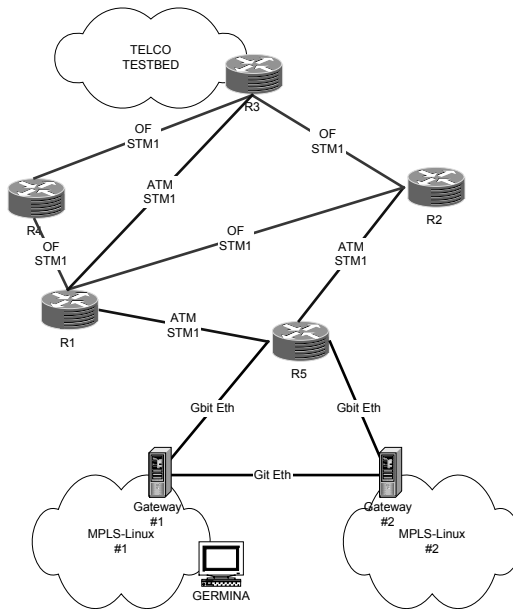 TELCO
TESTBED
R3
OF
STM1
OF
STM1
ATM
STM1
R4
R2
OF
STM1
OF
STM1
ATM
STM1
R1
ATM
STM1
R5
Gbit Eth
Gbit Eth
Git Eth
Gateway
#1
Gateway
#2
MPLS-Linux
#1
MPLS-Linux
#2
GERMINA